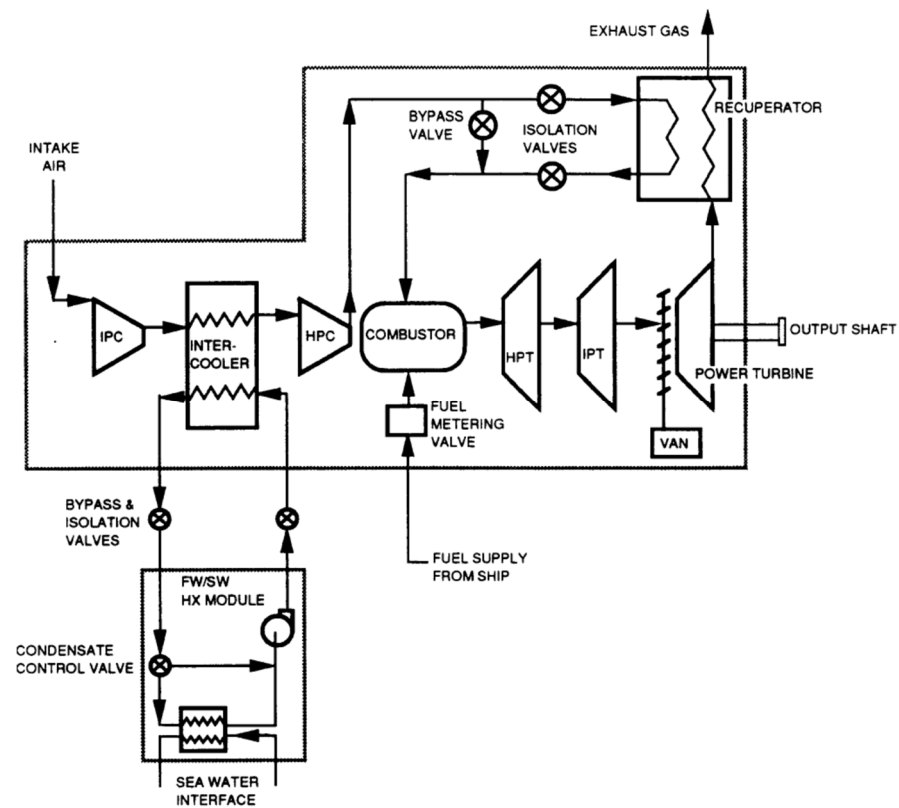 EXHAUST GAS
RECUPERATOR
BYPASS
VALVE
ISOLATION
VALVES
INTAKE
AIR
IPC
INTER-
COOLER
HPC
COMBUSTOR
HPT
IPT
OUTPUT SHAFT
POWER TURBINE
VAN
FUEL
METERING
VALVE
BYPASS &
ISOLATION
VALVES
FUEL SUPPLY
FROM SHIP
FW/SW
HX MODULE
CONDENSATE
CONTROL VALVE
SEA WATER
INTERFACE